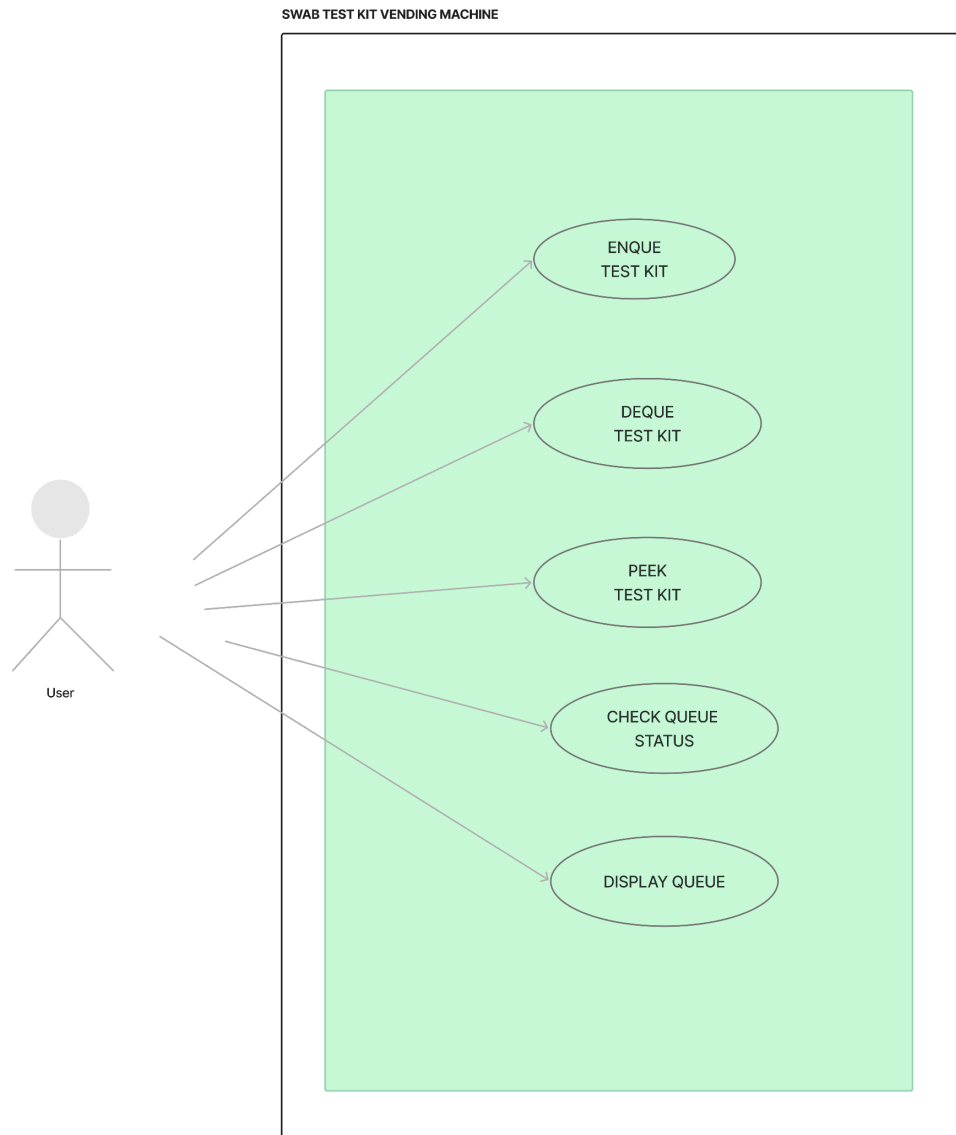 SWAB TEST KIT VENDING MACHINE
ENQUE
TEST KIT
DEQUE
TEST KIT
PEEK
TEST KIT
User
CHECK QUEUE
STATUS
DISPLAY QUEUE